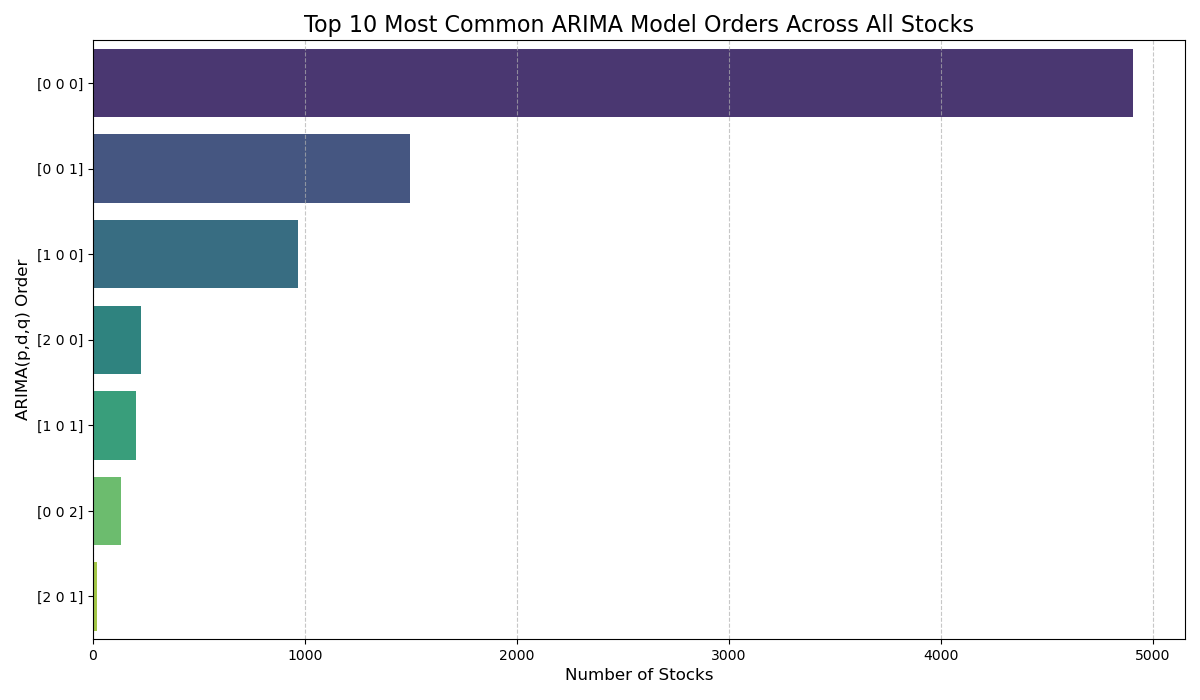 Top 10 Most Common ARIMA Model Orders Across All Stocks
ARIMA(p,d,q) Order
[0 0 0]
[0 0 1]
[1 0 0]
[2 0 0]
[1 0 1]
[0 0 2]
[2 0 1]
0 1000 2000 3000 4000 5000
Number of Stocks